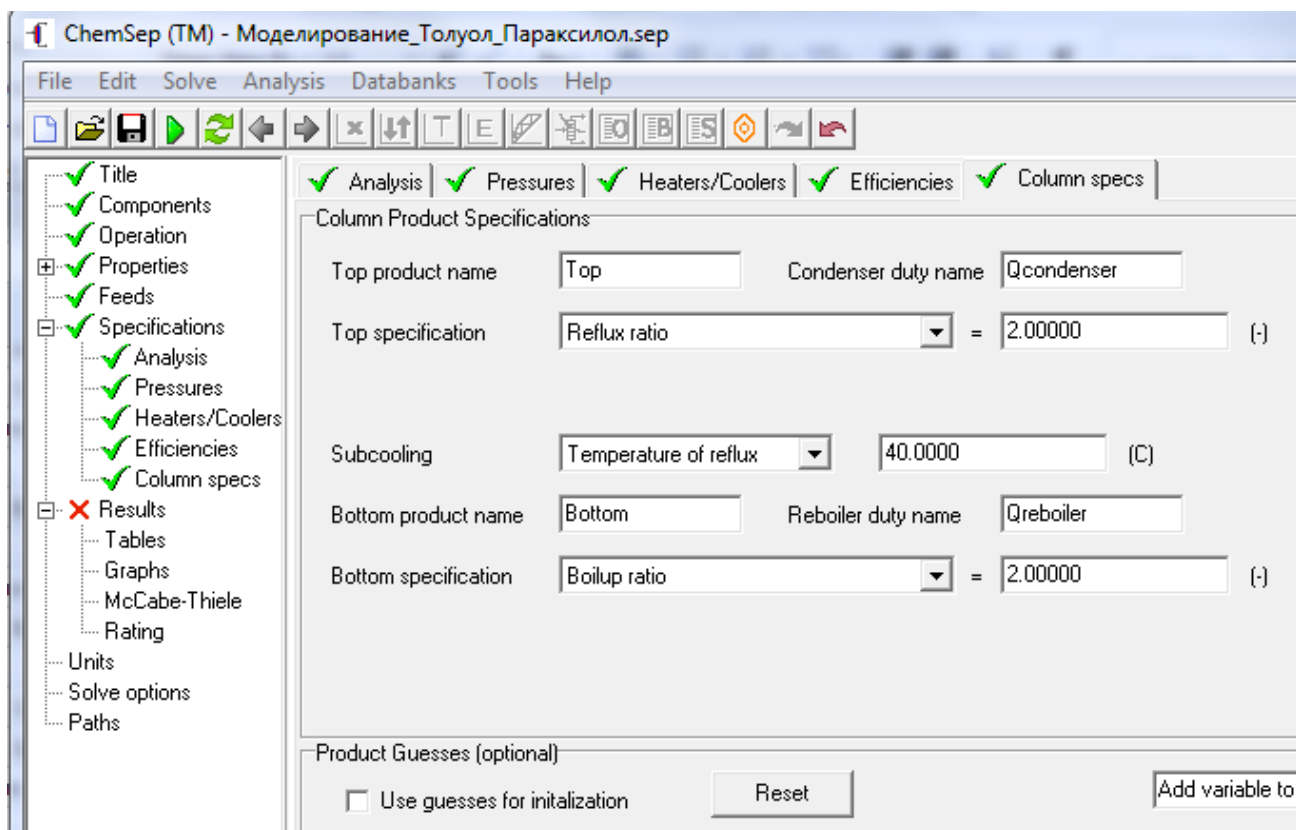 ChemSep (TM) - Моделирование_Толуол_Параксилол.sep
File Edit Solve Analysis Databanks Tools Help
Title
Components
Operation
Properties
Feeds
Specifications
Analysis
Pressures
Heaters/Coolers
Efficiencies
Column specs
Results
Tables
Graphs
McCabe-Thiele
Rating
Units
Solve options
Paths
Analysis Pressures Heaters/Coolers Efficiencies Column specs
Column Product Specifications
Top product name Top Condenser duty name Qcondenser
Top specification Reflux ratio = 2.00000 (-)
Subcooling Temperature of reflux 40.0000 (C)
Bottom product name Bottom Reboiler duty name Qreboiler
Bottom specification Boilup ratio = 2.00000 (-)
Product Guesses (optional)
Use guesses for initalization Reset Add variable to